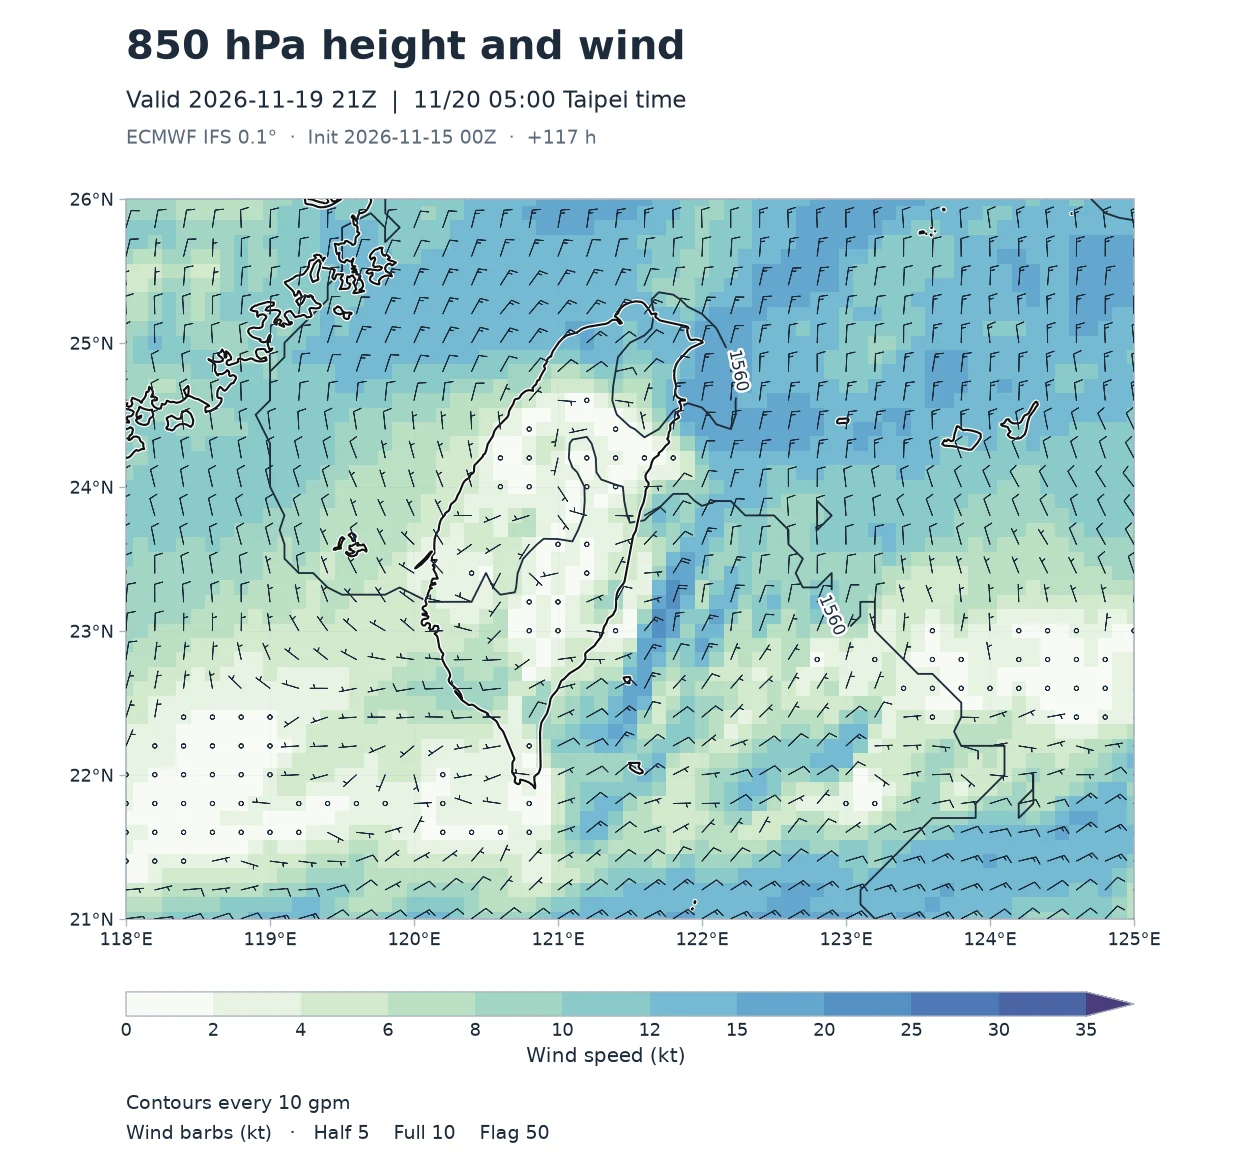 850 hPa height and wind
Valid 2026-11-19 21Z | 11/20 05:00 Taipei time
ECMWF IFS 0.1° · Init 2026-11-15 00Z · +117 h
26°N
25°N
24°N
23°N
22°N
21°N
1560
1560
118°E 119°E 120°E 121°E 122°E 123°E 124°E 125°E
0 2 4 6 8 10 12 15 20 25 30 35
Wind speed (kt)
Contours every 10 gpm
Wind barbs (kt) · Half 5 Full 10 Flag 50